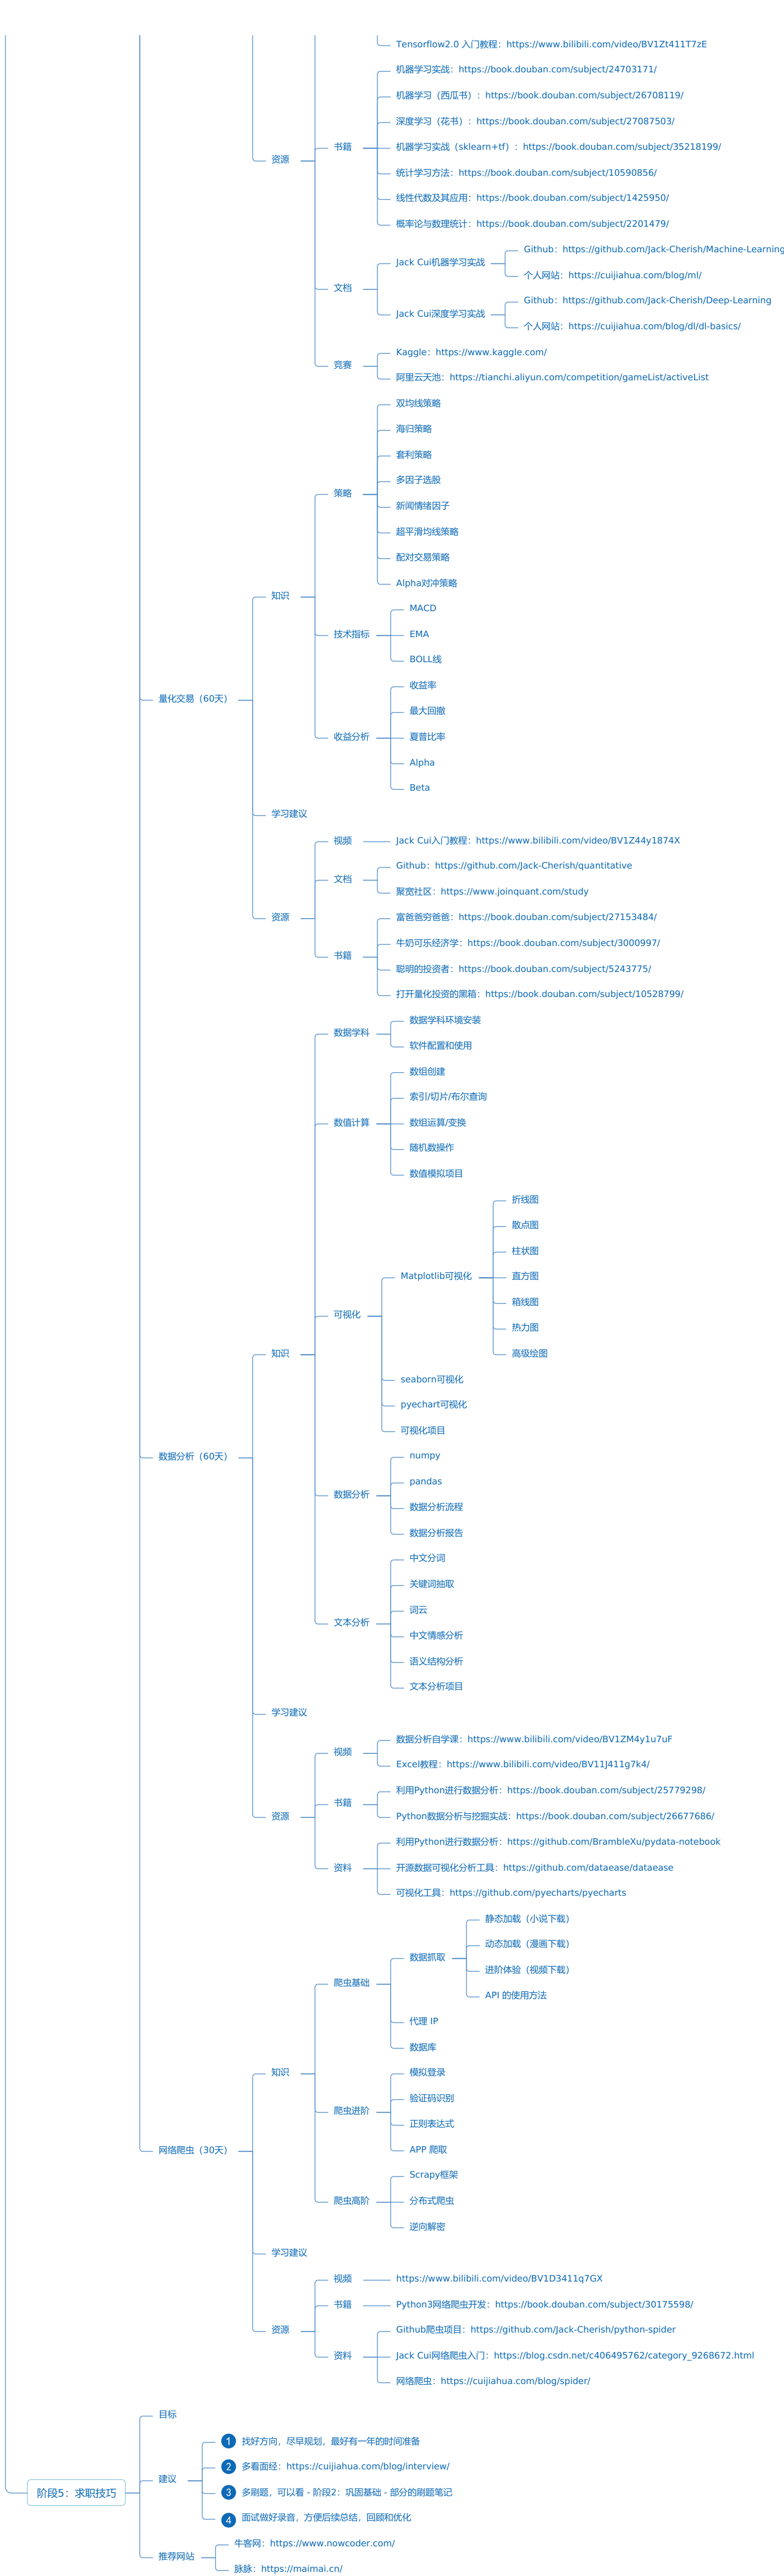 Tensorflow2.0 入门教程：https://www.bilibili.com/video/BV1Zt411T7zE
机器学习实战：https://book.douban.com/subject/24703171/
机器学习（西瓜书）：https://book.douban.com/subject/26708119/
深度学习（花书）：https://book.douban.com/subject/27087503/
书籍
机器学习实战（sklearn+tf）：https://book.douban.com/subject/35218199/
资源
统计学习方法：https://book.douban.com/subject/10590856/
线性代数及其应用：https://book.douban.com/subject/1425950/
概率论与数理统计：https://book.douban.com/subject/2201479/
Github：https://github.com/Jack-Cherish/Machine-Learning
Jack Cui机器学习实战
个人网站：https://cuijiahua.com/blog/ml/
文档
Github：https://github.com/Jack-Cherish/Deep-Learning
Jack Cui深度学习实战
个人网站：https://cuijiahua.com/blog/dl/dl-basics/
Kaggle：https://www.kaggle.com/
竞赛
阿里云天池：https://tianchi.aliyun.com/competition/gameList/activeList
双均线策略
海归策略
套利策略
多因子选股
策略
新闻情绪因子
超平滑均线策略
配对交易策略
Alpha对冲策略
知识
MACD
技术指标
EMA
BOLL线
收益率
量化交易（60天）
最大回撤
收益分析
夏普比率
Alpha
Beta
学习建议
视频
Jack Cui入门教程：https://www.bilibili.com/video/BV1Z44y1874X
Github：https://github.com/Jack-Cherish/quantitative
文档
聚宽社区：https://www.joinquant.com/study
资源
富爸爸穷爸爸：https://book.douban.com/subject/27153484/
牛奶可乐经济学：https://book.douban.com/subject/3000997/
书籍
聪明的投资者：https://book.douban.com/subject/5243775/
打开量化投资的黑箱：https://book.douban.com/subject/10528799/
数据学科环境安装
数据学科
软件配置和使用
数组创建
索引/切片/布尔查询
数值计算
数组运算/变换
随机数操作
数值模拟项目
折线图
散点图
柱状图
Matplotlib可视化
直方图
箱线图
可视化
热力图
高级绘图
知识
seaborn可视化
pyechart可视化
可视化项目
数据分析（60天）
numpy
pandas
数据分析
数据分析流程
数据分析报告
中文分词
关键词抽取
词云
文本分析
中文情感分析
语义结构分析
文本分析项目
学习建议
数据分析自学课：https://www.bilibili.com/video/BV1ZM4y1u7uF
视频
Excel教程：https://www.bilibili.com/video/BV11J411g7k4/
利用Python进行数据分析：https://book.douban.com/subject/25779298/
书籍
资源
Python数据分析与挖掘实战：https://book.douban.com/subject/26677686/
利用Python进行数据分析：https://github.com/BrambleXu/pydata-notebook
资料
开源数据可视化分析工具：https://github.com/dataease/dataease
可视化工具：https://github.com/pyecharts/pyecharts
静态加载（小说下载）
动态加载（漫画下载）
数据抓取
进阶体验（视频下载）
爬虫基础
API 的使用方法
代理 IP
数据库
知识
模拟登录
验证码识别
爬虫进阶
正则表达式
网络爬虫（30天）
APP 爬取
Scrapy框架
爬虫高阶
分布式爬虫
逆向解密
学习建议
视频
https://www.bilibili.com/video/BV1D3411q7GX
书籍
Python3网络爬虫开发：https://book.douban.com/subject/30175598/
资源
Github爬虫项目：https://github.com/Jack-Cherish/python-spider
资料
Jack Cui网络爬虫入门：https://blog.csdn.net/c406495762/category_9268672.html
网络爬虫：https://cuijiahua.com/blog/spider/
目标
1 找好方向，尽早规划，最好有一年的时间准备
2 多看面经：https://cuijiahua.com/blog/interview/
建议
阶段5：求职技巧
3 多刷题，可以看 - 阶段2：巩固基础 - 部分的刷题笔记
4 面试做好录音，方便后续总结，回顾和优化
牛客网：https://www.nowcoder.com/
推荐网站
脉脉：https://maimai.cn/